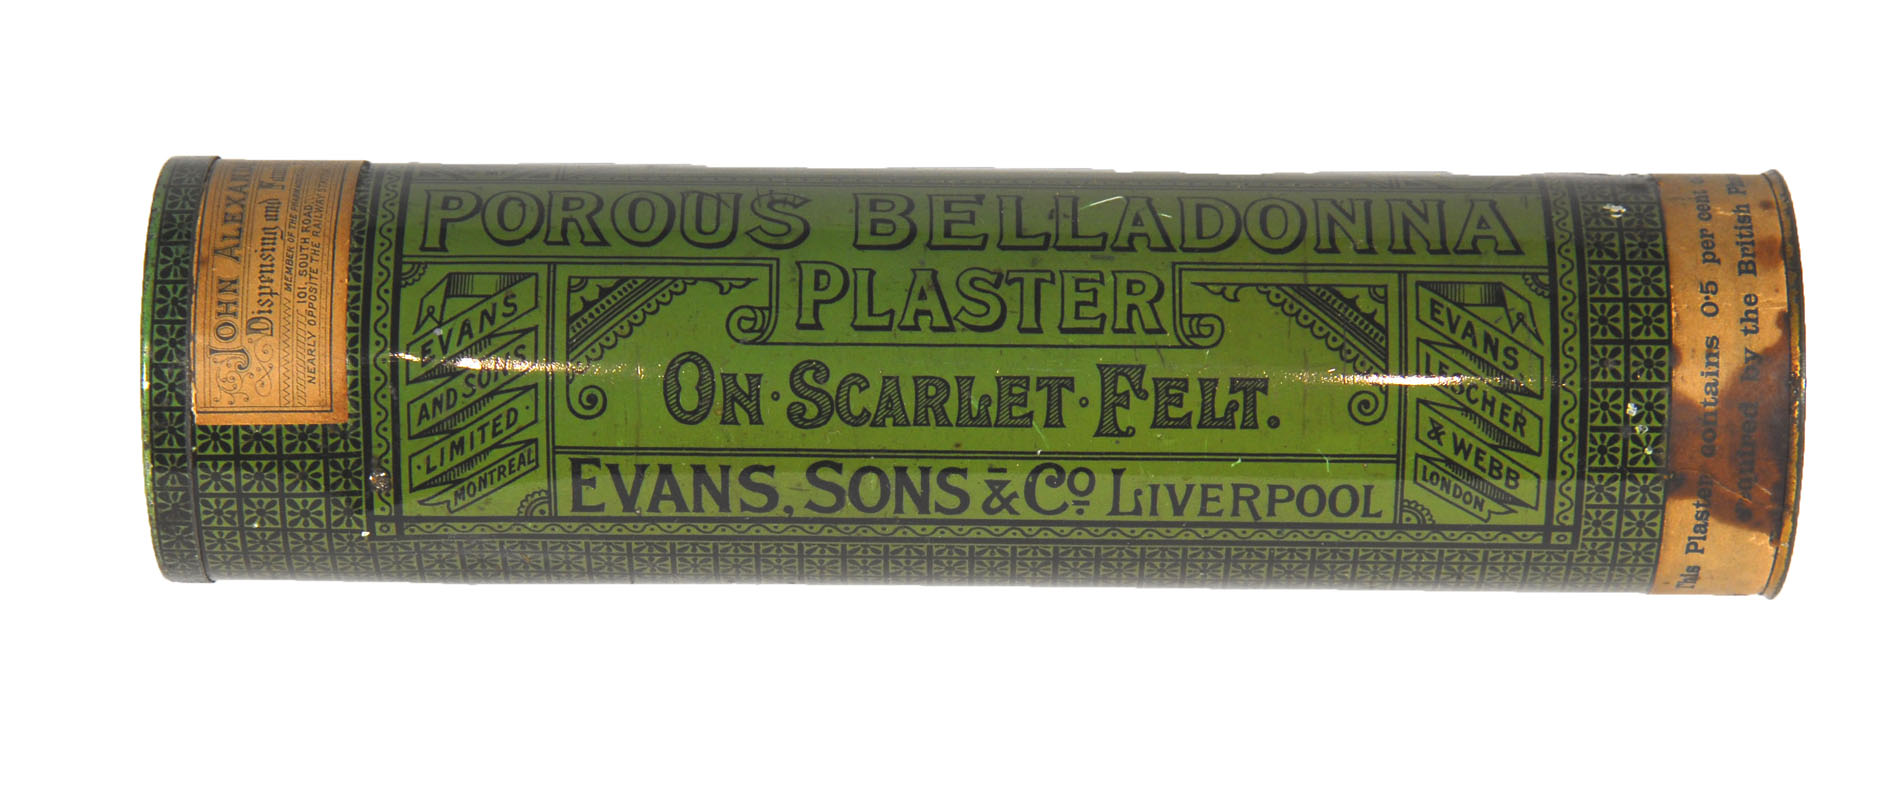 POROUS BELLADONNA
PLASTER
ON·SCARLET·FELT.
EVANS, SONS & Co LIVERPOOL
EVANS
AND SONS
·LIMITED·
MONTREAL
EVANS,
LESCHER
& WEBB
LONDON
JOHN
Dispensing and
MEMBER OF THE
101, SOUTH ROAD
NEARLY OPPOSITE THE RAILWAY STATION
This Plaster contains 0·5 per cent
required by the British